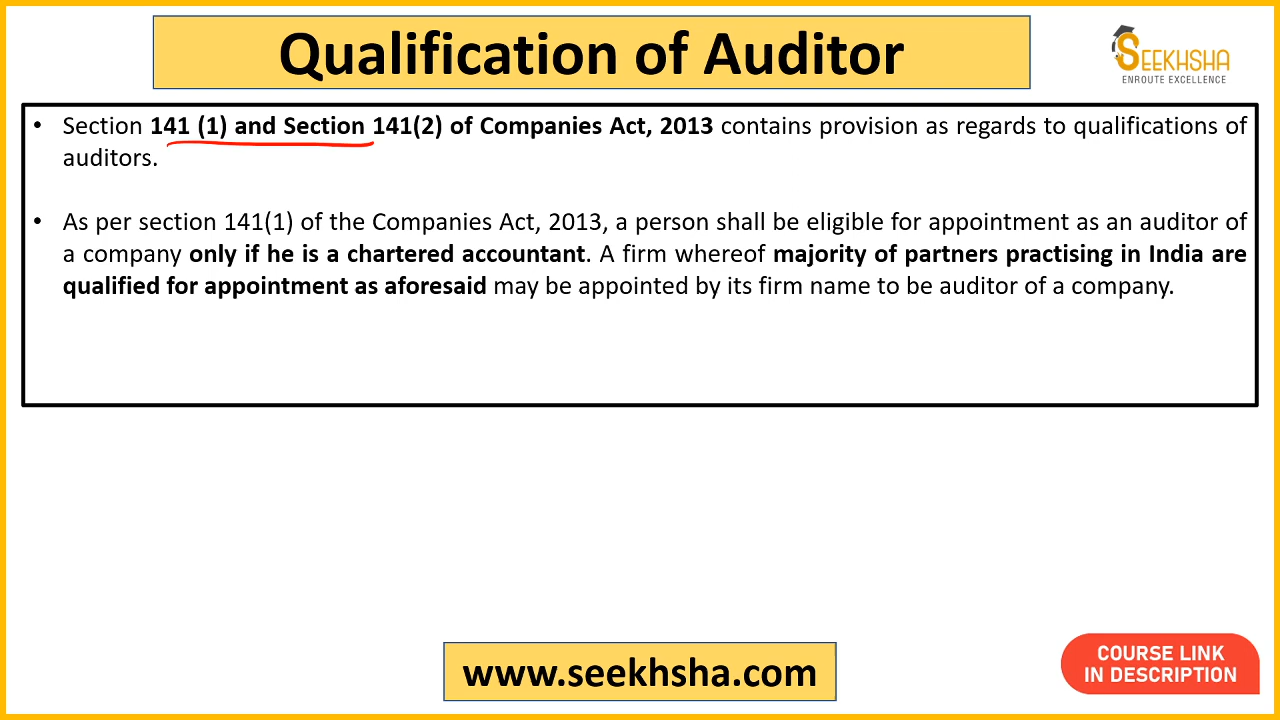 Qualification of Auditor
SEEKHSHA
ENROUTE EXCELLENCE
• Section 141 (1) and Section 141(2) of Companies Act, 2013 contains provision as regards to qualifications of
auditors.
• As per section 141(1) of the Companies Act, 2013, a person shall be eligible for appointment as an auditor of
a company only if he is a chartered accountant. A firm whereof majority of partners practising in India are
qualified for appointment as aforesaid may be appointed by its firm name to be auditor of a company.
www.seekhsha.com
COURSE LINK
IN DESCRIPTION